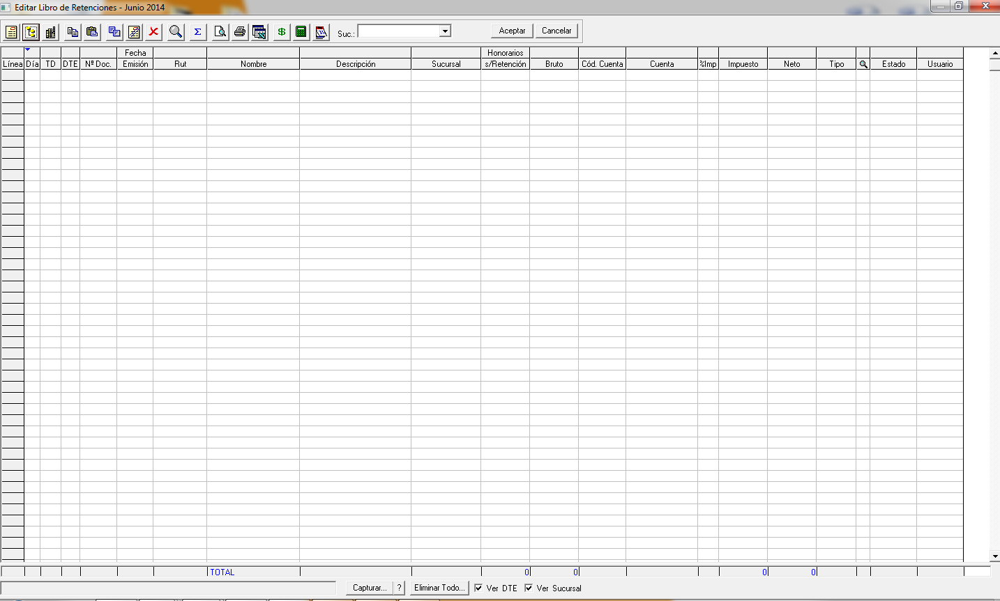 Editar Libro de Retenciones - Junio 2014
Σ $ Suc.: Aceptar Cancelar
Fecha Honorarios
Línea Día TD DTE Nº Doc. Emisión Rut Nombre Descripción Sucursal s/Retención Bruto Cód. Cuenta Cuenta %Imp Impuesto Neto Tipo Estado Usuario
TOTAL 0 0 0 0
Capturar... ? Eliminar Todo... Ver DTE Ver Sucursal